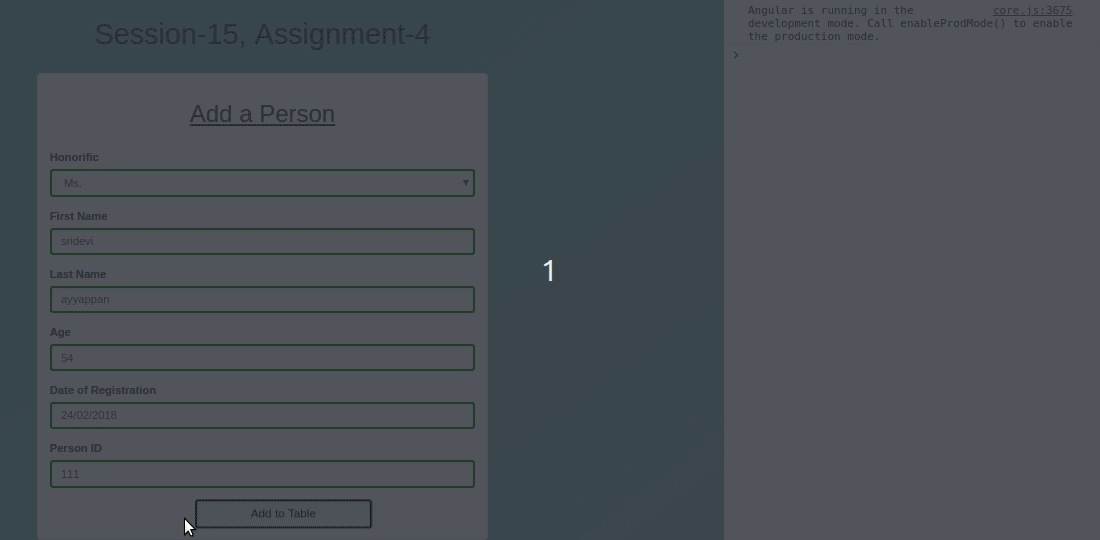 Session-15, Assignment-4
Add a Person
Honorific
Ms.
First Name
sridevi
Last Name
ayyappan
Age
54
Date of Registration
24/02/2018
Person ID
111
Add to Table
1
Angular is running in the core.js:3675
development mode. Call enableProdMode() to enable
the production mode.